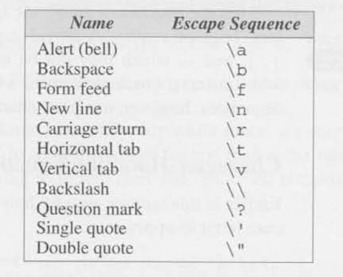 Name Escape Sequence
Alert (bell) \a
Backspace \b
Form feed \f
New line \n
Carriage return \r
Horizontal tab \t
Vertical tab \v
Backslash \\
Question mark \?
Single quote \'
Double quote \"